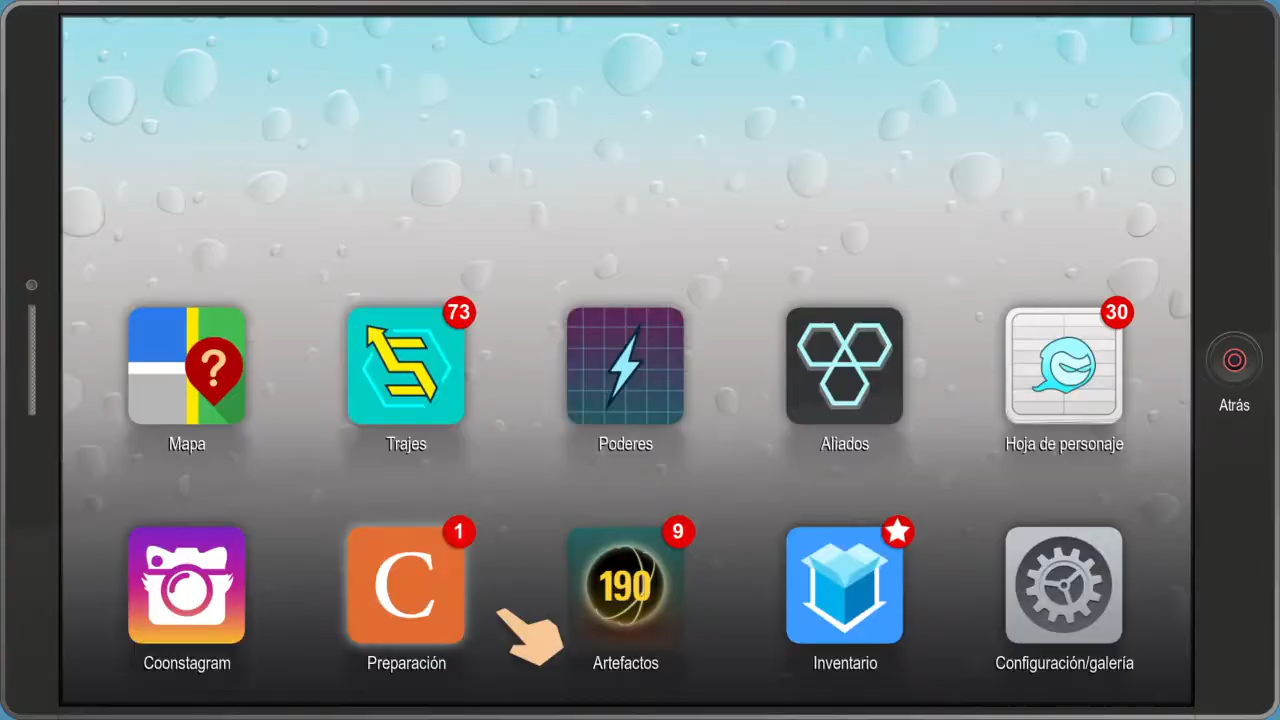 73
30
?
Mapa
Trajes
Poderes
Aliados
Hoja de personaje
Atrás
1
9
C
190
Coonstagram
Preparación
Artefactos
Inventario
Configuración/galería